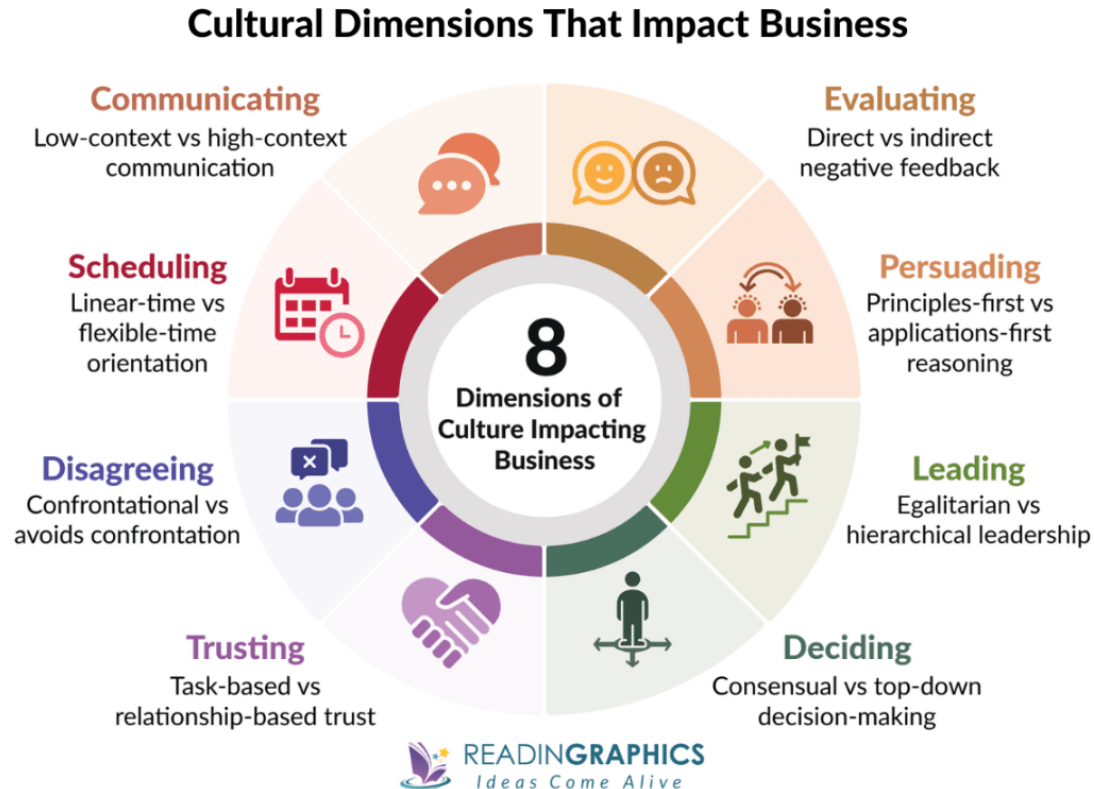 Cultural Dimensions That Impact Business
Communicating
Low-context vs high-context
communication
Evaluating
Direct vs indirect
negative feedback
Scheduling
Linear-time vs
flexible-time
orientation
Persuading
Principles-first vs
applications-first
reasoning
8
Dimensions of
Culture Impacting
Business
Disagreeing
Confrontational vs
avoids confrontation
Leading
Egalitarian vs
hierarchical leadership
Trusting
Task-based vs
relationship-based trust
Deciding
Consensual vs top-down
decision-making
READINGRAPHICS
Ideas Come Alive